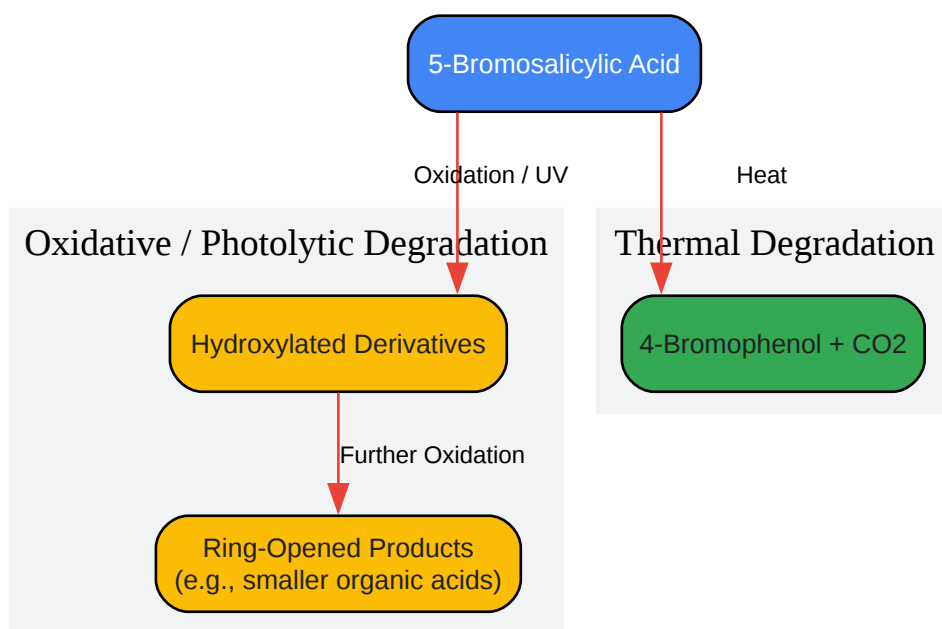 5-Bromosalicylic Acid
Oxidation / UV
Heat
Oxidative / Photolytic Degradation
Thermal Degradation
Hydroxylated Derivatives
4-Bromophenol + CO2
Further Oxidation
Ring-Opened Products
(e.g., smaller organic acids)